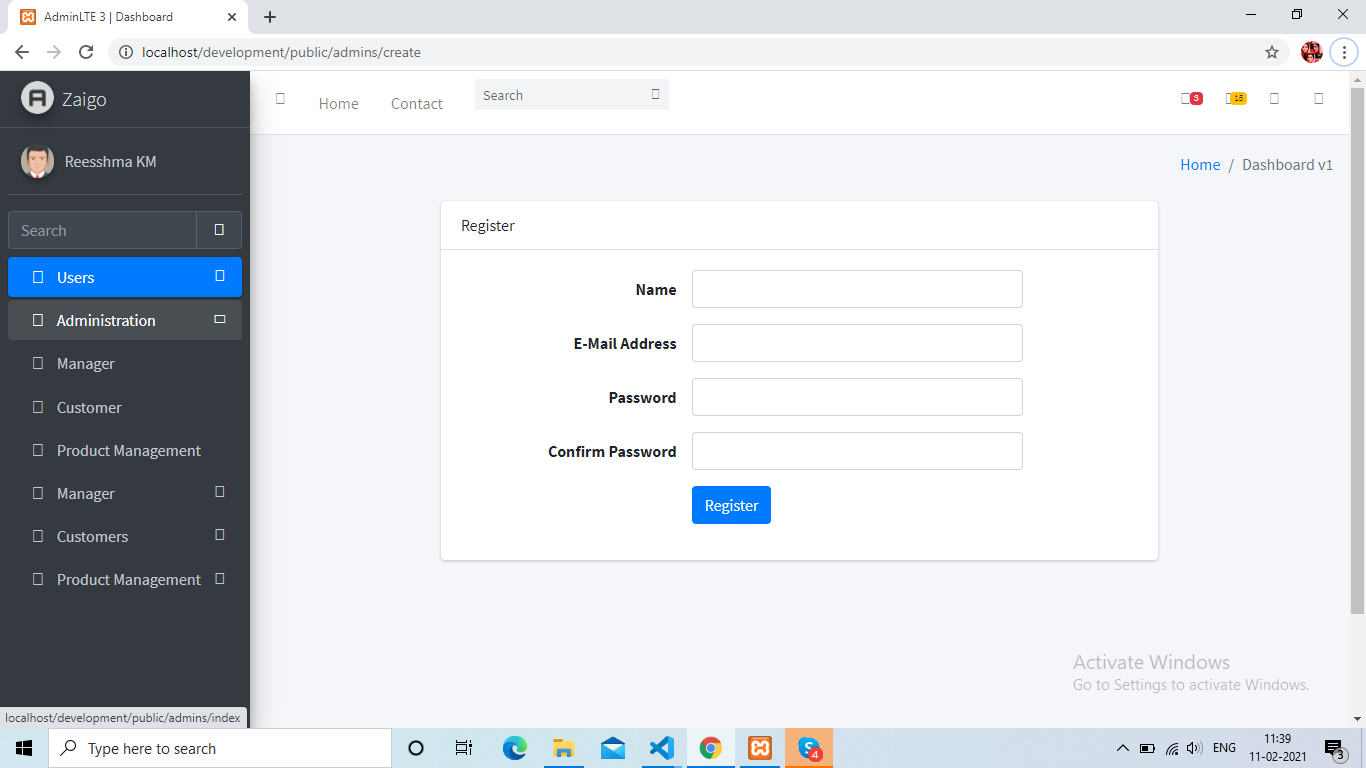 AdminLTE 3 | Dashboard
localhost/development/public/admins/create
Zaigo
Home
Contact
Search
3
15
Reesshma KM
Home / Dashboard v1
Search
Users
Administration
Manager
Customer
Product Management
Manager
Customers
Product Management
Register
Name
E-Mail Address
Password
Confirm Password
Register
Activate Windows
Go to Settings to activate Windows.
localhost/development/public/admins/index
Type here to search
4
ENG
11:39
11-02-2021
3